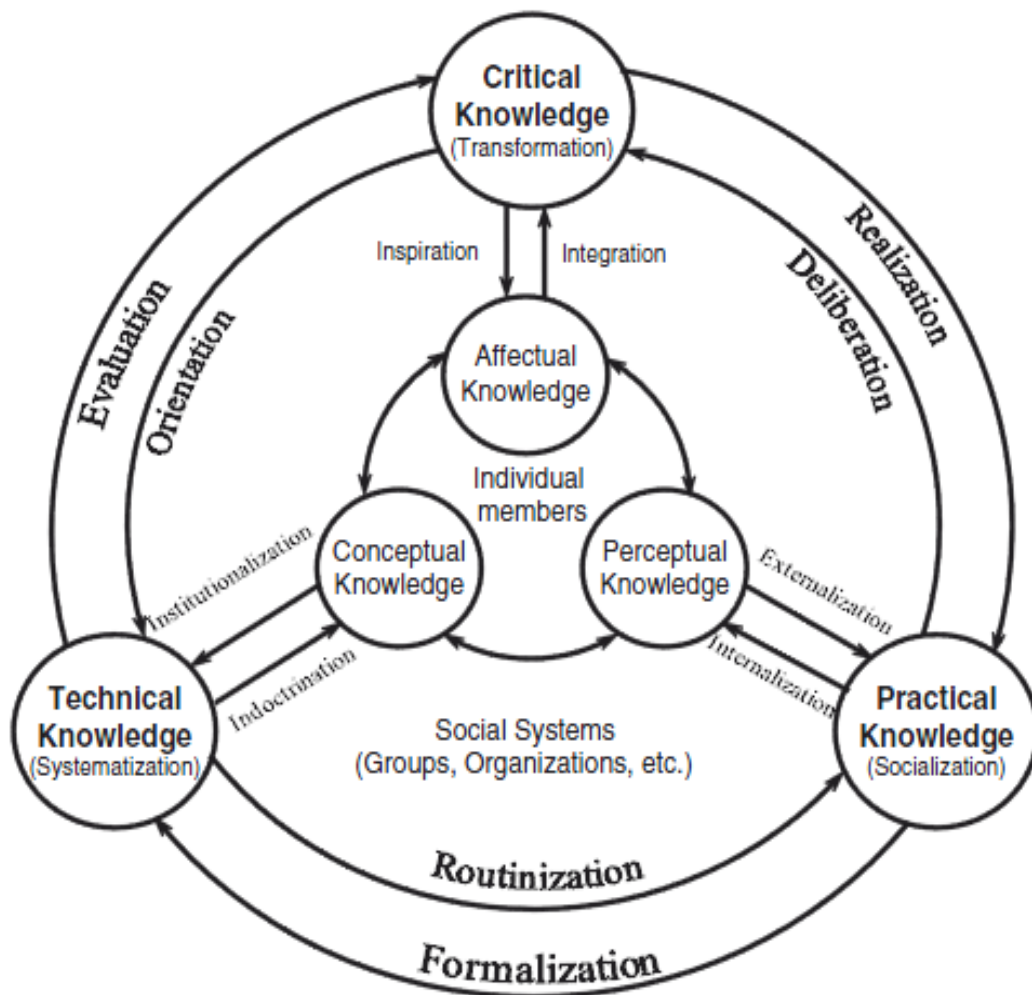 Critical
Knowledge
(Transformation)
Realization
Deliberation
Evaluation
Orientation
Inspiration
Integration
Affectual
Knowledge
Individual
members
Conceptual
Knowledge
Perceptual
Knowledge
Institutionalization
Indoctrination
Externalization
Internalization
Technical
Knowledge
(Systematization)
Social Systems
(Groups, Organizations, etc.)
Practical
Knowledge
(Socialization)
Routinization
Formalization